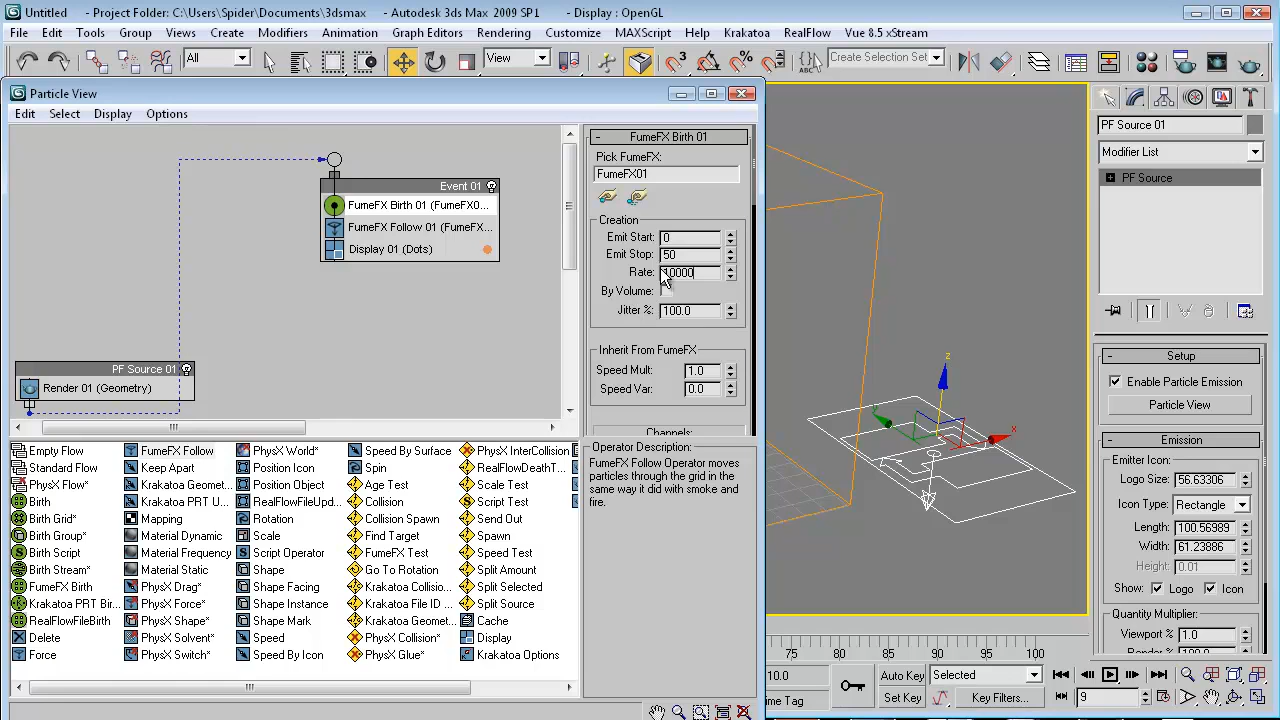 Untitled - Project Folder: C:\Users\Spider\Documents\3dsmax - Autodesk 3ds Max 2009 SP1 - Display : OpenGL
File Edit Tools Group Views Create Modifiers Animation Graph Editors Rendering Customize MAXScript Help Krakatoa RealFlow Vue 8.5 xStream
All View Create Selection Set
Particle View
Edit Select Display Options
Event 01
FumeFX Birth 01 (FumeFX0...
FumeFX Follow 01 (FumeFX...
Display 01 (Dots)
PF Source 01
Render 01 (Geometry)
FumeFX Birth 01
Pick FumeFX:
FumeFX01
Creation
Emit Start: 0
Emit Stop: 50
Rate: 10000
By Volume:
Jitter %: 100.0
Inherit From FumeFX
Speed Mult: 1.0
Speed Var: 0.0
Channels:
Operator Description:
FumeFX Follow Operator moves
particles through the grid in the
same way it did with smoke and
fire.
Empty Flow FumeFX Follow PhysX World* Speed By Surface PhysX InterCollision
Standard Flow Keep Apart Position Icon Spin RealFlowDeathT...
PhysX Flow* Krakatoa Geomet... Position Object Age Test Scale Test
Birth Krakatoa PRT U... RealFlowFileUpd... Collision Script Test
Birth Grid* Mapping Rotation Collision Spawn Send Out
Birth Group* Material Dynamic Scale Find Target Spawn
Birth Script Material Frequency Script Operator FumeFX Test Speed Test
Birth Stream* Material Static Shape Go To Rotation Split Amount
FumeFX Birth PhysX Drag* Shape Facing Krakatoa Collisio... Split Selected
Krakatoa PRT Bir... PhysX Force* Shape Instance Krakatoa File ID ... Split Source
RealFlowFileBirth PhysX Shape* Shape Mark Krakatoa Geomet... Cache
Delete PhysX Solvent* Speed PhysX Collision* Display
Force PhysX Switch* Speed By Icon PhysX Glue* Krakatoa Options
z
y
x
PF Source 01
Modifier List
PF Source
Setup
Enable Particle Emission
Particle View
Emission
Emitter Icon:
Logo Size: 56.63306
Icon Type: Rectangle
Length: 100.56989
Width: 61.23886
Height: 0.01
Show: Logo Icon
Quantity Multiplier:
Viewport % 1.0
75 80 85 90 95 100
10.0 Auto Key Selected
me Tag Set Key Key Filters... 9